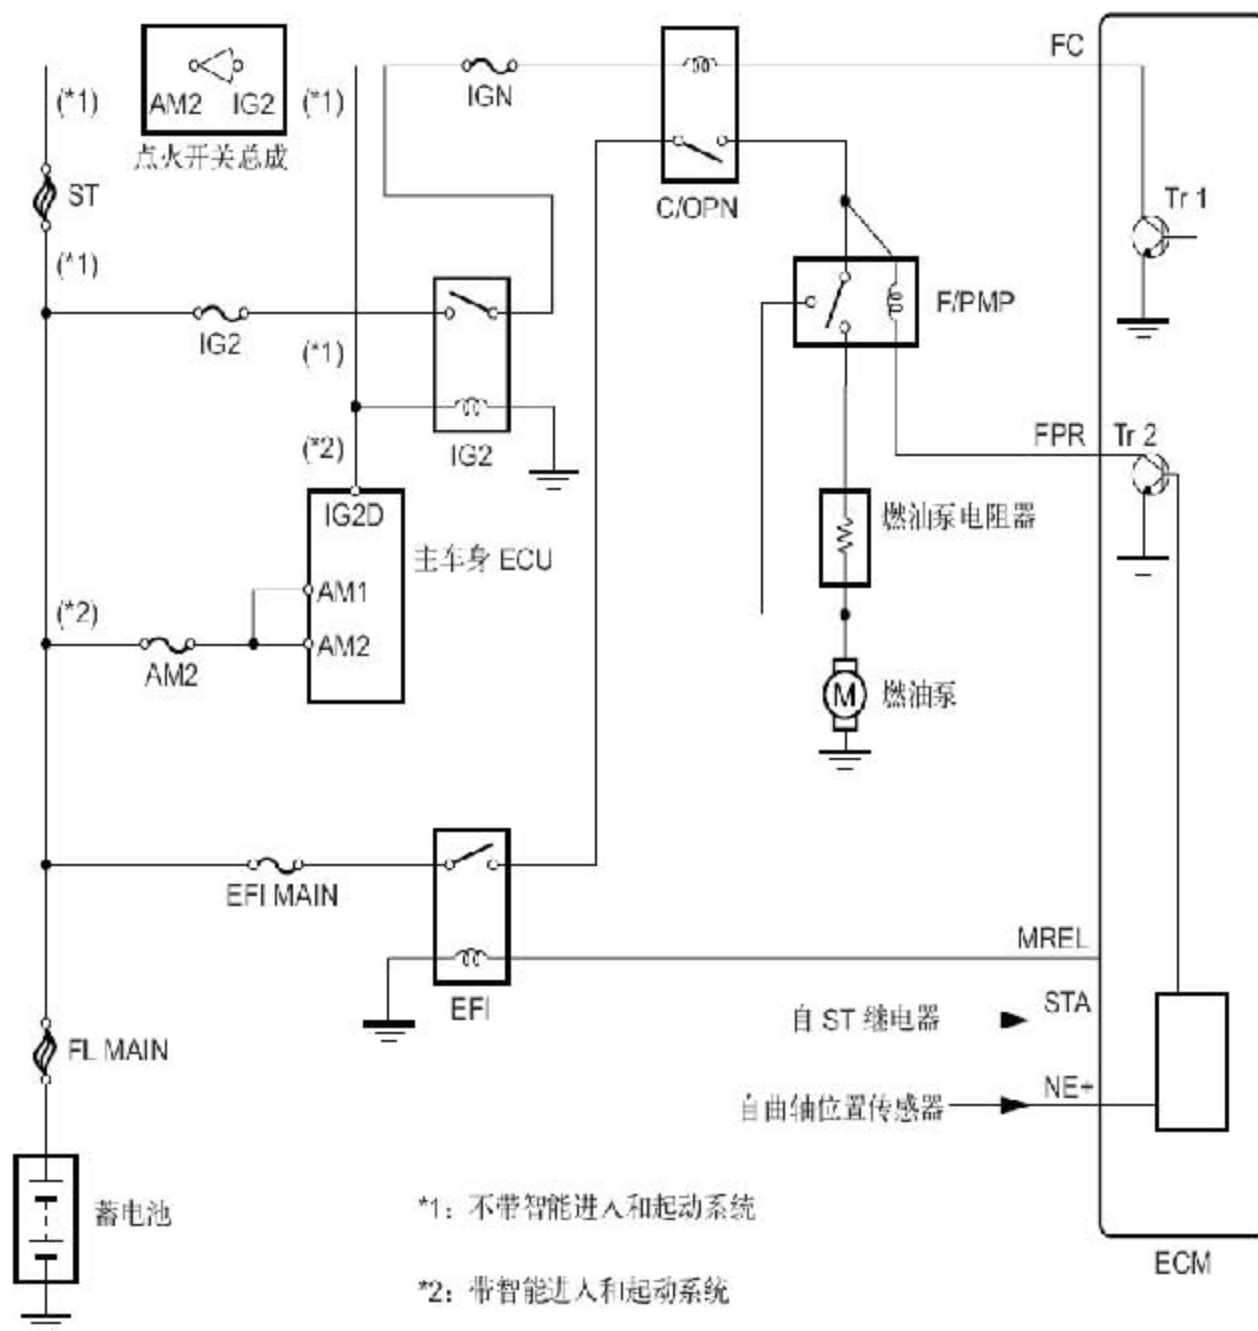 FC
(*1)
AM2 IG2
(*1)
IGN
点火开关总成
ST
C/OPN
Tr 1
(*1)
F/PMP
IG2
(*1)
FPR
Tr 2
(*2)
IG2
IG2D
燃油泵电阻器
主车身 ECU
AM1
(*2)
AM2
AM2
燃油泵
M
EFI MAIN
MREL
EFI
自 ST 继电器
STA
FL MAIN
自曲轴位置传感器
NE+
蓄电池
*1：不带智能进入和起动系统
ECM
*2：带智能进入和起动系统